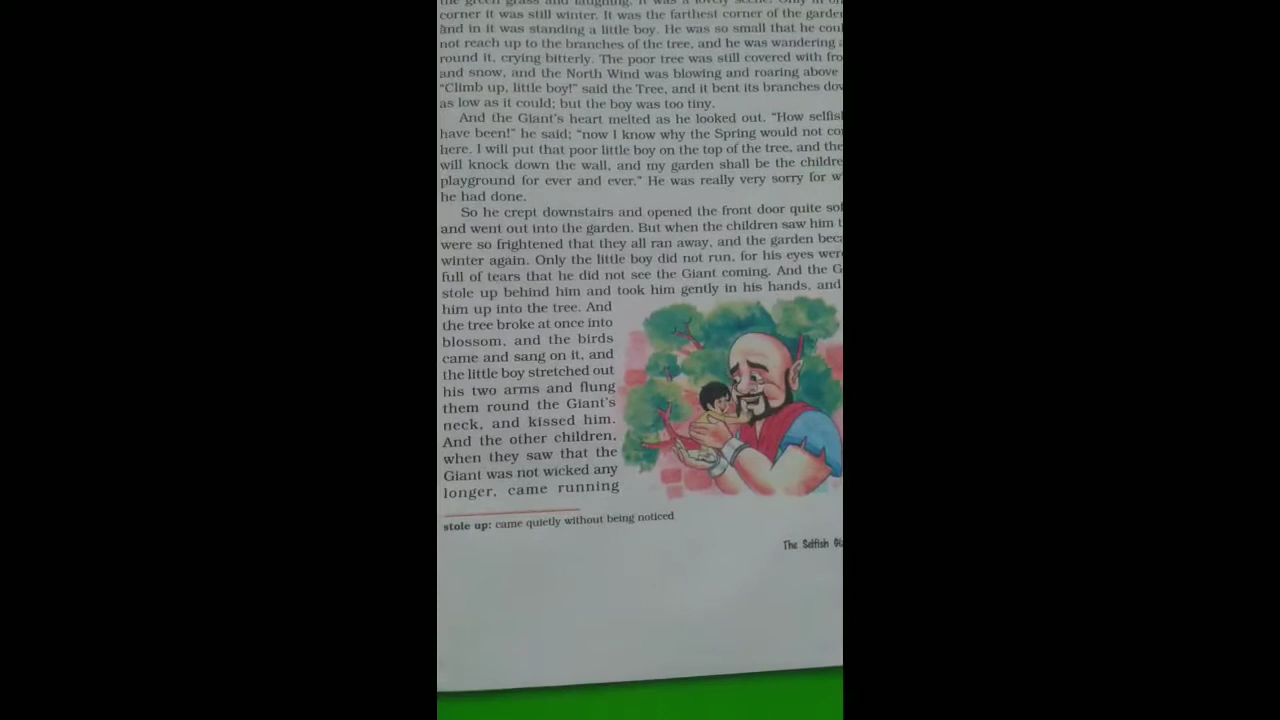 the green grass and laughing. It was a lovely scene. Only in
corner it was still winter. It was the farthest corner of the
and in it was standing a little boy. He was so small that he
not reach up to the branches of the tree, and he was wandering
round it, crying bitterly. The poor tree was still covered with
and snow, and the North Wind was blowing and roaring above
“Climb up, little boy!” said the Tree, and it bent its branches
as low as it could; but the boy was too tiny.
And the Giant’s heart melted as he looked out. “How
have been!” he said; “now I know why the Spring would not
here. I will put that poor little boy on the top of the tree, and
will knock down the wall, and my garden shall be the
playground for ever and ever.” He was really very sorry for
he had done.
So he crept downstairs and opened the front door quite
and went out into the garden. But when the children saw him
were so frightened that they all ran away, and the garden
winter again. Only the little boy did not run, for his eyes
full of tears that he did not see the Giant coming. And the
stole up behind him and took him gently in his hands, and
him up into the tree. And
the tree broke at once into
blossom, and the birds
came and sang on it, and
the little boy stretched out
his two arms and flung
them round the Giant’s
neck, and kissed him.
And the other children,
when they saw that the
Giant was not wicked any
longer, came running
stole up: came quietly without being noticed
The Selfish